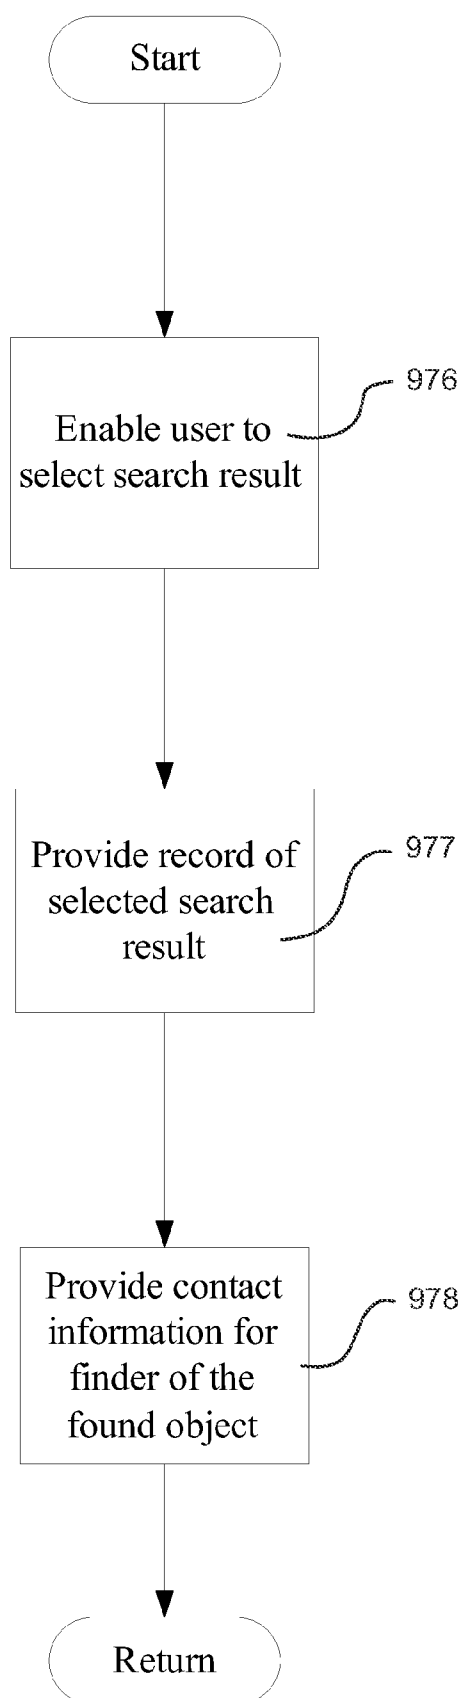 Start
976
Enable user to
select search result
977
Provide record of
selected search
result
978
Provide contact
information for
finder of the
found object
Return